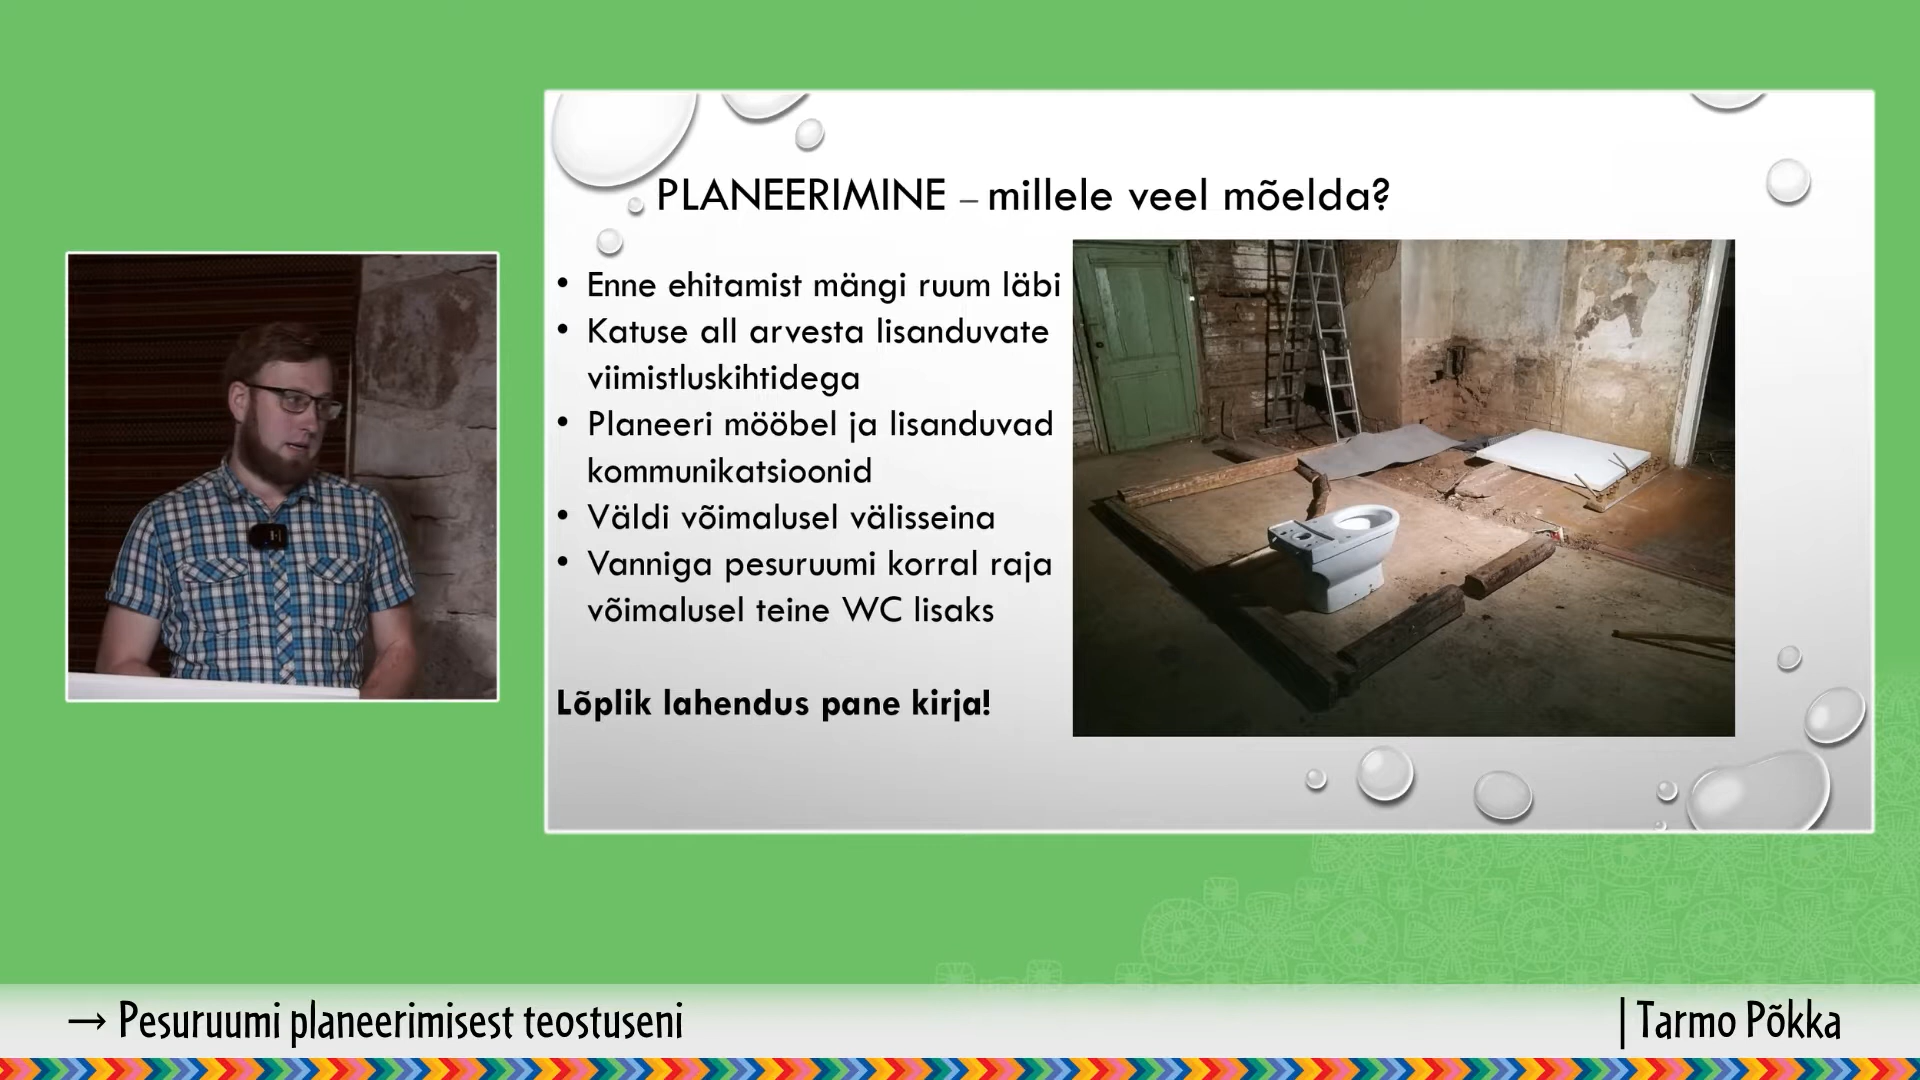 PLANEERIMINE – millele veel mõelda?
• Enne ehitamist mängi ruum läbi
• Katuse all arvesta lisanduvate
viimistluskihtidega
• Planeeri mööbel ja lisanduvad
kommunikatsioonid
• Väldi võimalusel välisseina
• Vanniga pesuruumi korral raja
võimalusel teine WC lisaks
Lõplik lahendus pane kirja!
→ Pesuruumi planeerimisest teostuseni
| Tarmo Põkka